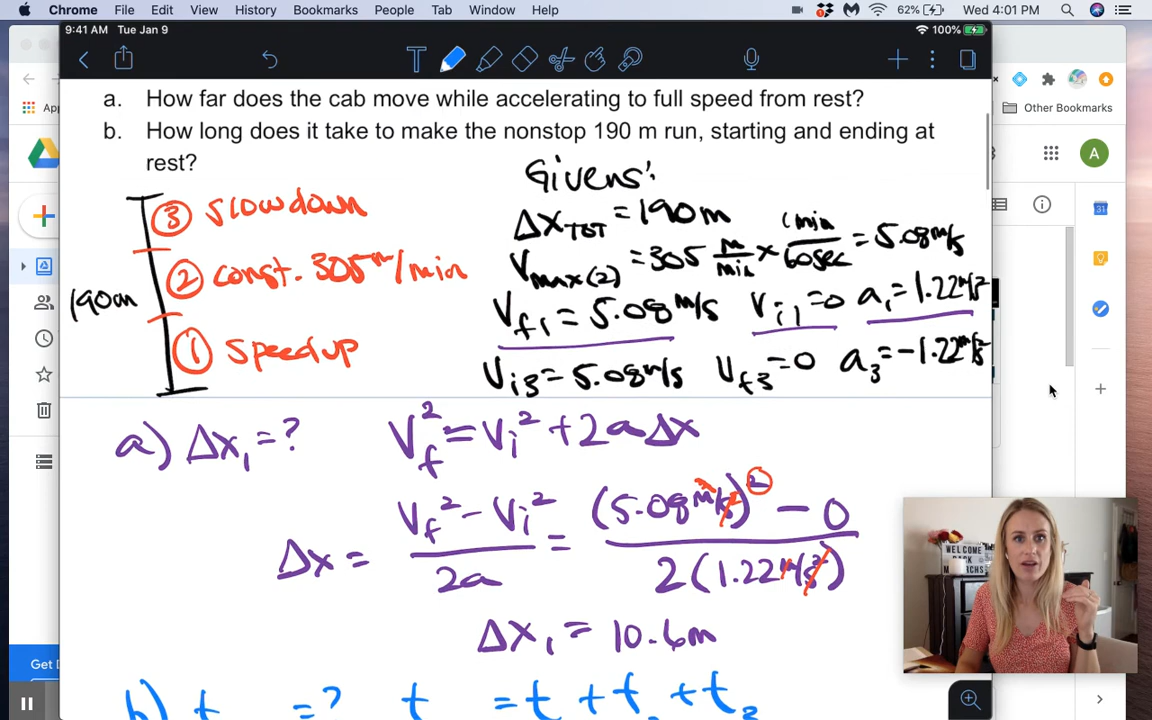 Chrome File Edit View History Bookmarks People Tab Window Help 62% Wed 4:01 PM
9:41 AM Tue Jan 9 100%
Other Bookmarks
A
a. How far does the cab move while accelerating to full speed from rest?
b. How long does it take to make the nonstop 190 m run, starting and ending at
rest?
Givens:
ΔxTOT = 190m
Vmax(2) = 305 m/min × 1min/60sec = 5.08m/s
Vf1 = 5.08m/s Vi1 = 0 a1 = 1.22m/s²
Vi3 = 5.08m/s Vf3 = 0 a3 = -1.22m/s²
③ slowdown
② const. 305m/min
190m
① speedup
a) Δx1 = ? Vf² = Vi² + 2aΔx
Δx = Vf² - Vi² / 2a = (5.08m/s)² - 0 / 2(1.22m/s²)
Δx1 = 10.6m
b) t = ? t = t + t + t3
WELCOME
BACK
Get D
31